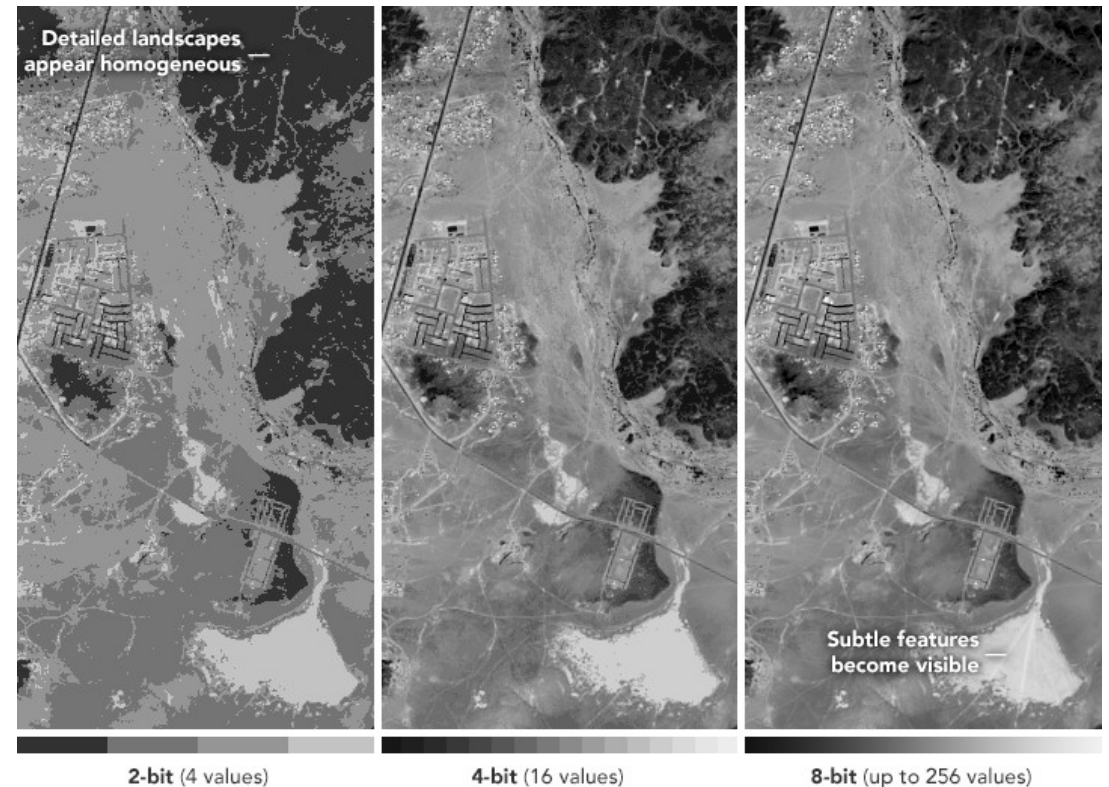 Detailed landscapes
appear homogeneous
Subtle features
become visible
2-bit (4 values)
4-bit (16 values)
8-bit (up to 256 values)